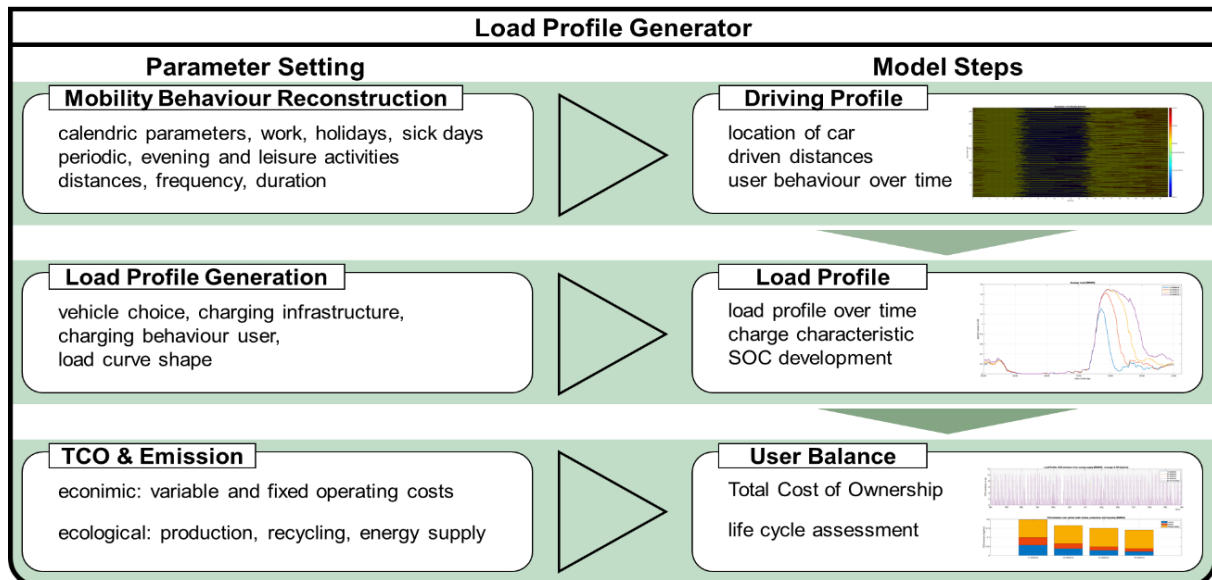 Load Profile Generator
Parameter Setting
Model Steps
Mobility Behaviour Reconstruction
calendric parameters, work, holidays, sick days
periodic, evening and leisure activities
distances, frequency, duration
Driving Profile
location of car
driven distances
user behaviour over time
Load Profile Generation
vehicle choice, charging infrastructure,
charging behaviour user,
load curve shape
Load Profile
load profile over time
charge characteristic
SOC development
TCO & Emission
econimic: variable and fixed operating costs
ecological: production, recycling, energy supply
User Balance
Total Cost of Ownership
life cycle assessment